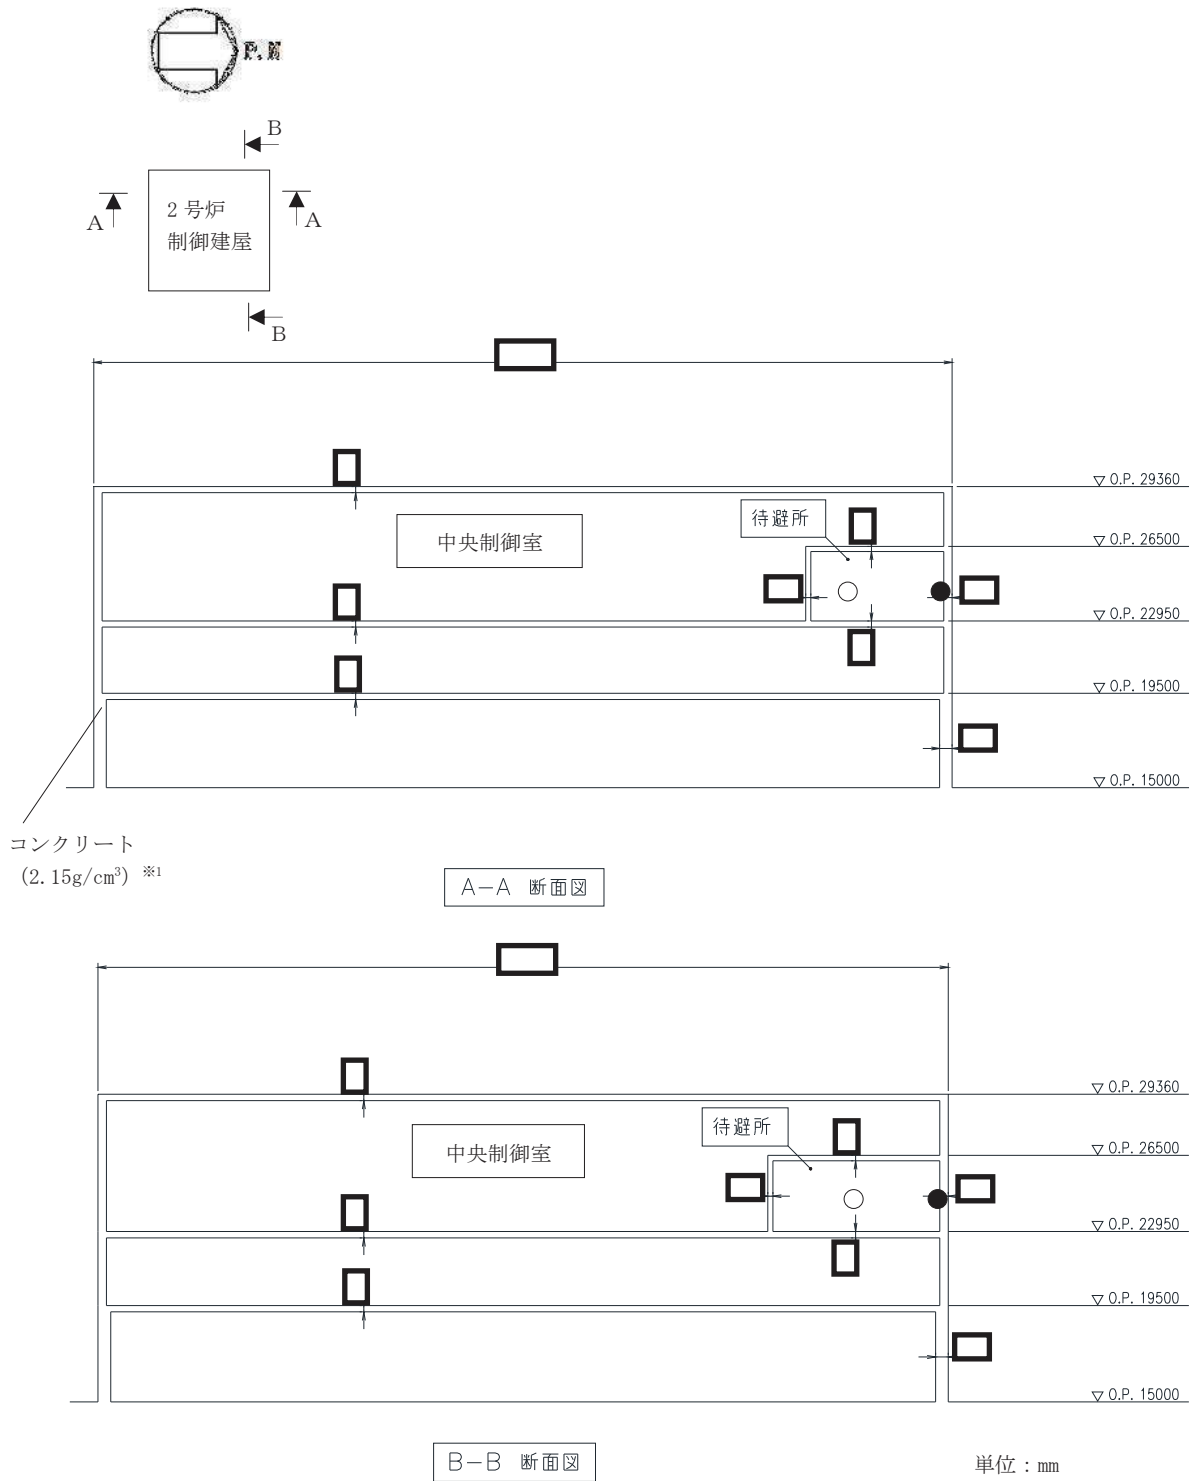 P.N
B
A
2 号炉
制御建屋
A
B
▽ O.P. 29360
待避所
中央制御室
▽ O.P. 26500
▽ O.P. 22950
▽ O.P. 19500
▽ O.P. 15000
コンクリート
(2.15g/cm³) ※1
A-A 断面図
▽ O.P. 29360
待避所
中央制御室
▽ O.P. 26500
▽ O.P. 22950
▽ O.P. 19500
▽ O.P. 15000
B-B 断面図
単位：mm